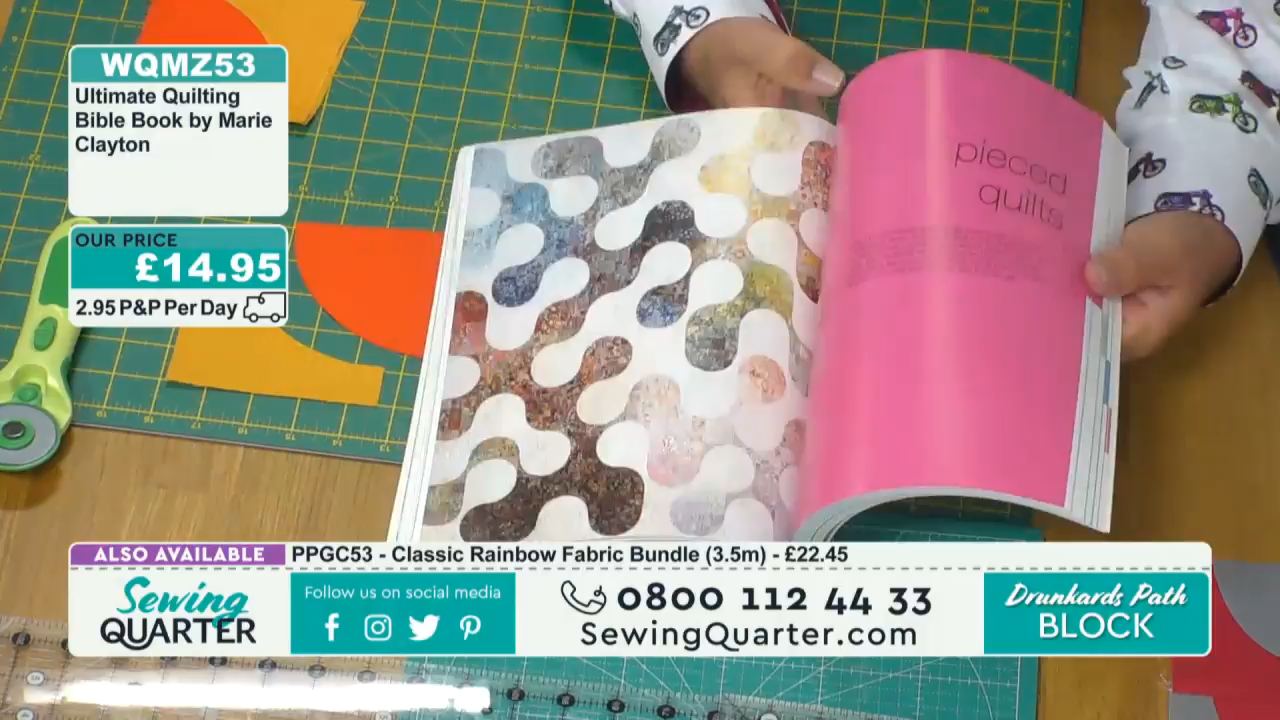 WQMZ53
Ultimate Quilting
Bible Book by Marie
Clayton
OUR PRICE
£14.95
2.95 P&P Per Day
pieced
quilts
ALSO AVAILABLE
PPGC53 - Classic Rainbow Fabric Bundle (3.5m) - £22.45
Sewing
QUARTER
Follow us on social media
0800 112 44 33
SewingQuarter.com
Drunkards Path
BLOCK